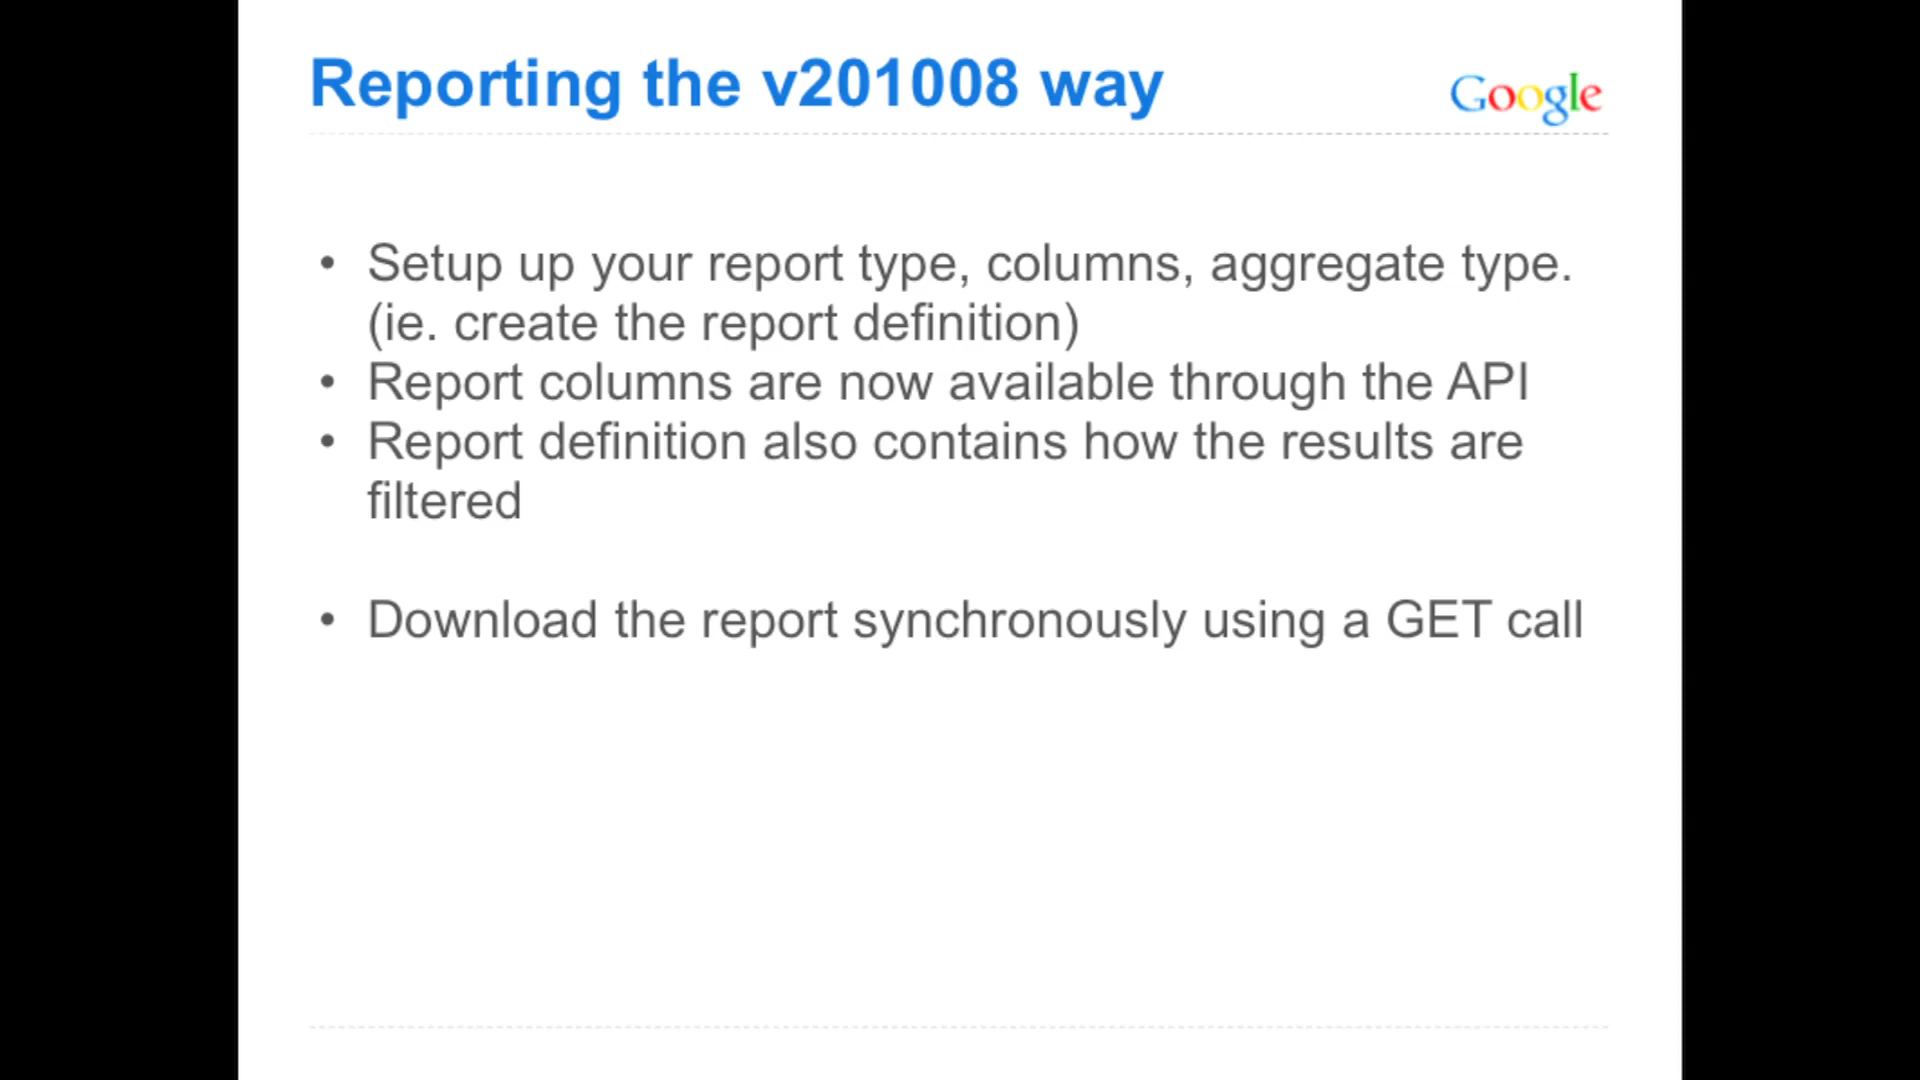 Reporting the v201008 way
Google
• Setup up your report type, columns, aggregate type.
(ie. create the report definition)
• Report columns are now available through the API
• Report definition also contains how the results are
filtered
• Download the report synchronously using a GET call